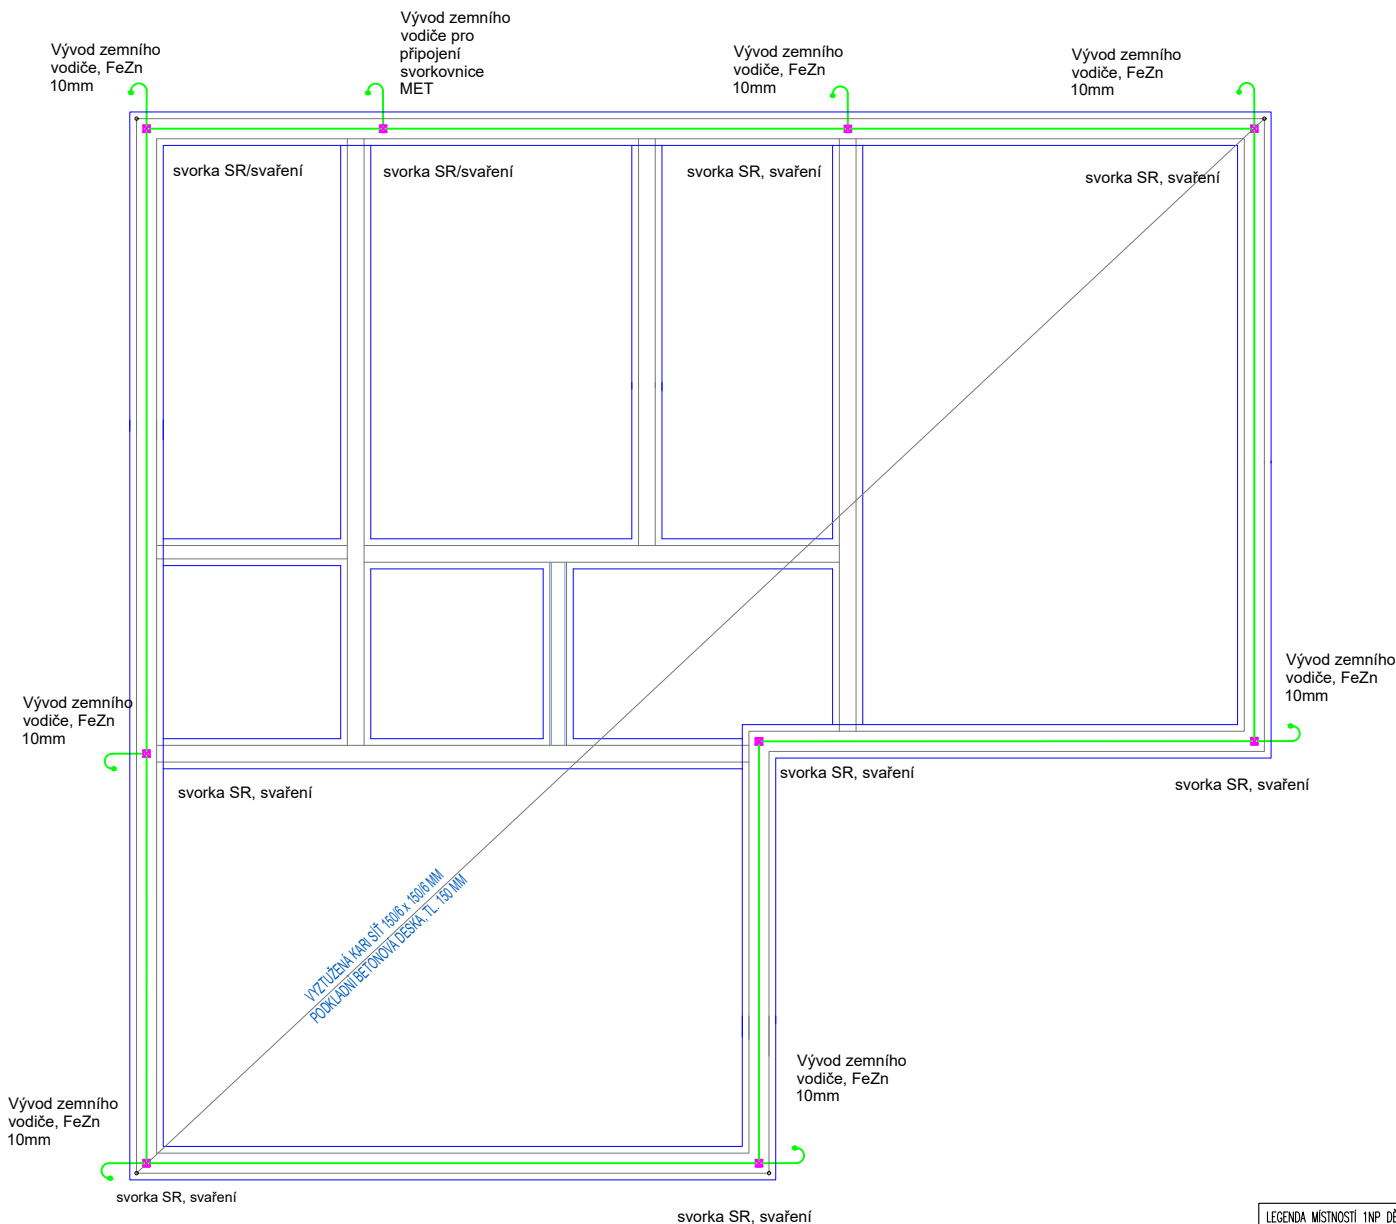 Vývod zemního
vodiče, FeZn
10mm
Vývod zemního
vodiče pro
připojení
svorkovnice
MET
Vývod zemního
vodiče, FeZn
10mm
Vývod zemního
vodiče, FeZn
10mm
svorka SR/svaření
svorka SR/svaření
svorka SR, svaření
svorka SR, svaření
Vývod zemního
vodiče, FeZn
10mm
Vývod zemního
vodiče, FeZn
10mm
svorka SR, svaření
svorka SR, svaření
svorka SR, svaření
VYZTUŽENÁ KARI SÍŤ 150/6 x 150/6 MM
PODKLADNÍ BETONOVÁ DESKA, TL. 150 MM
Vývod zemního
vodiče, FeZn
10mm
Vývod zemního
vodiče, FeZn
10mm
svorka SR, svaření
svorka SR, svaření
LEGENDA MÍSTNOSTÍ 1NP